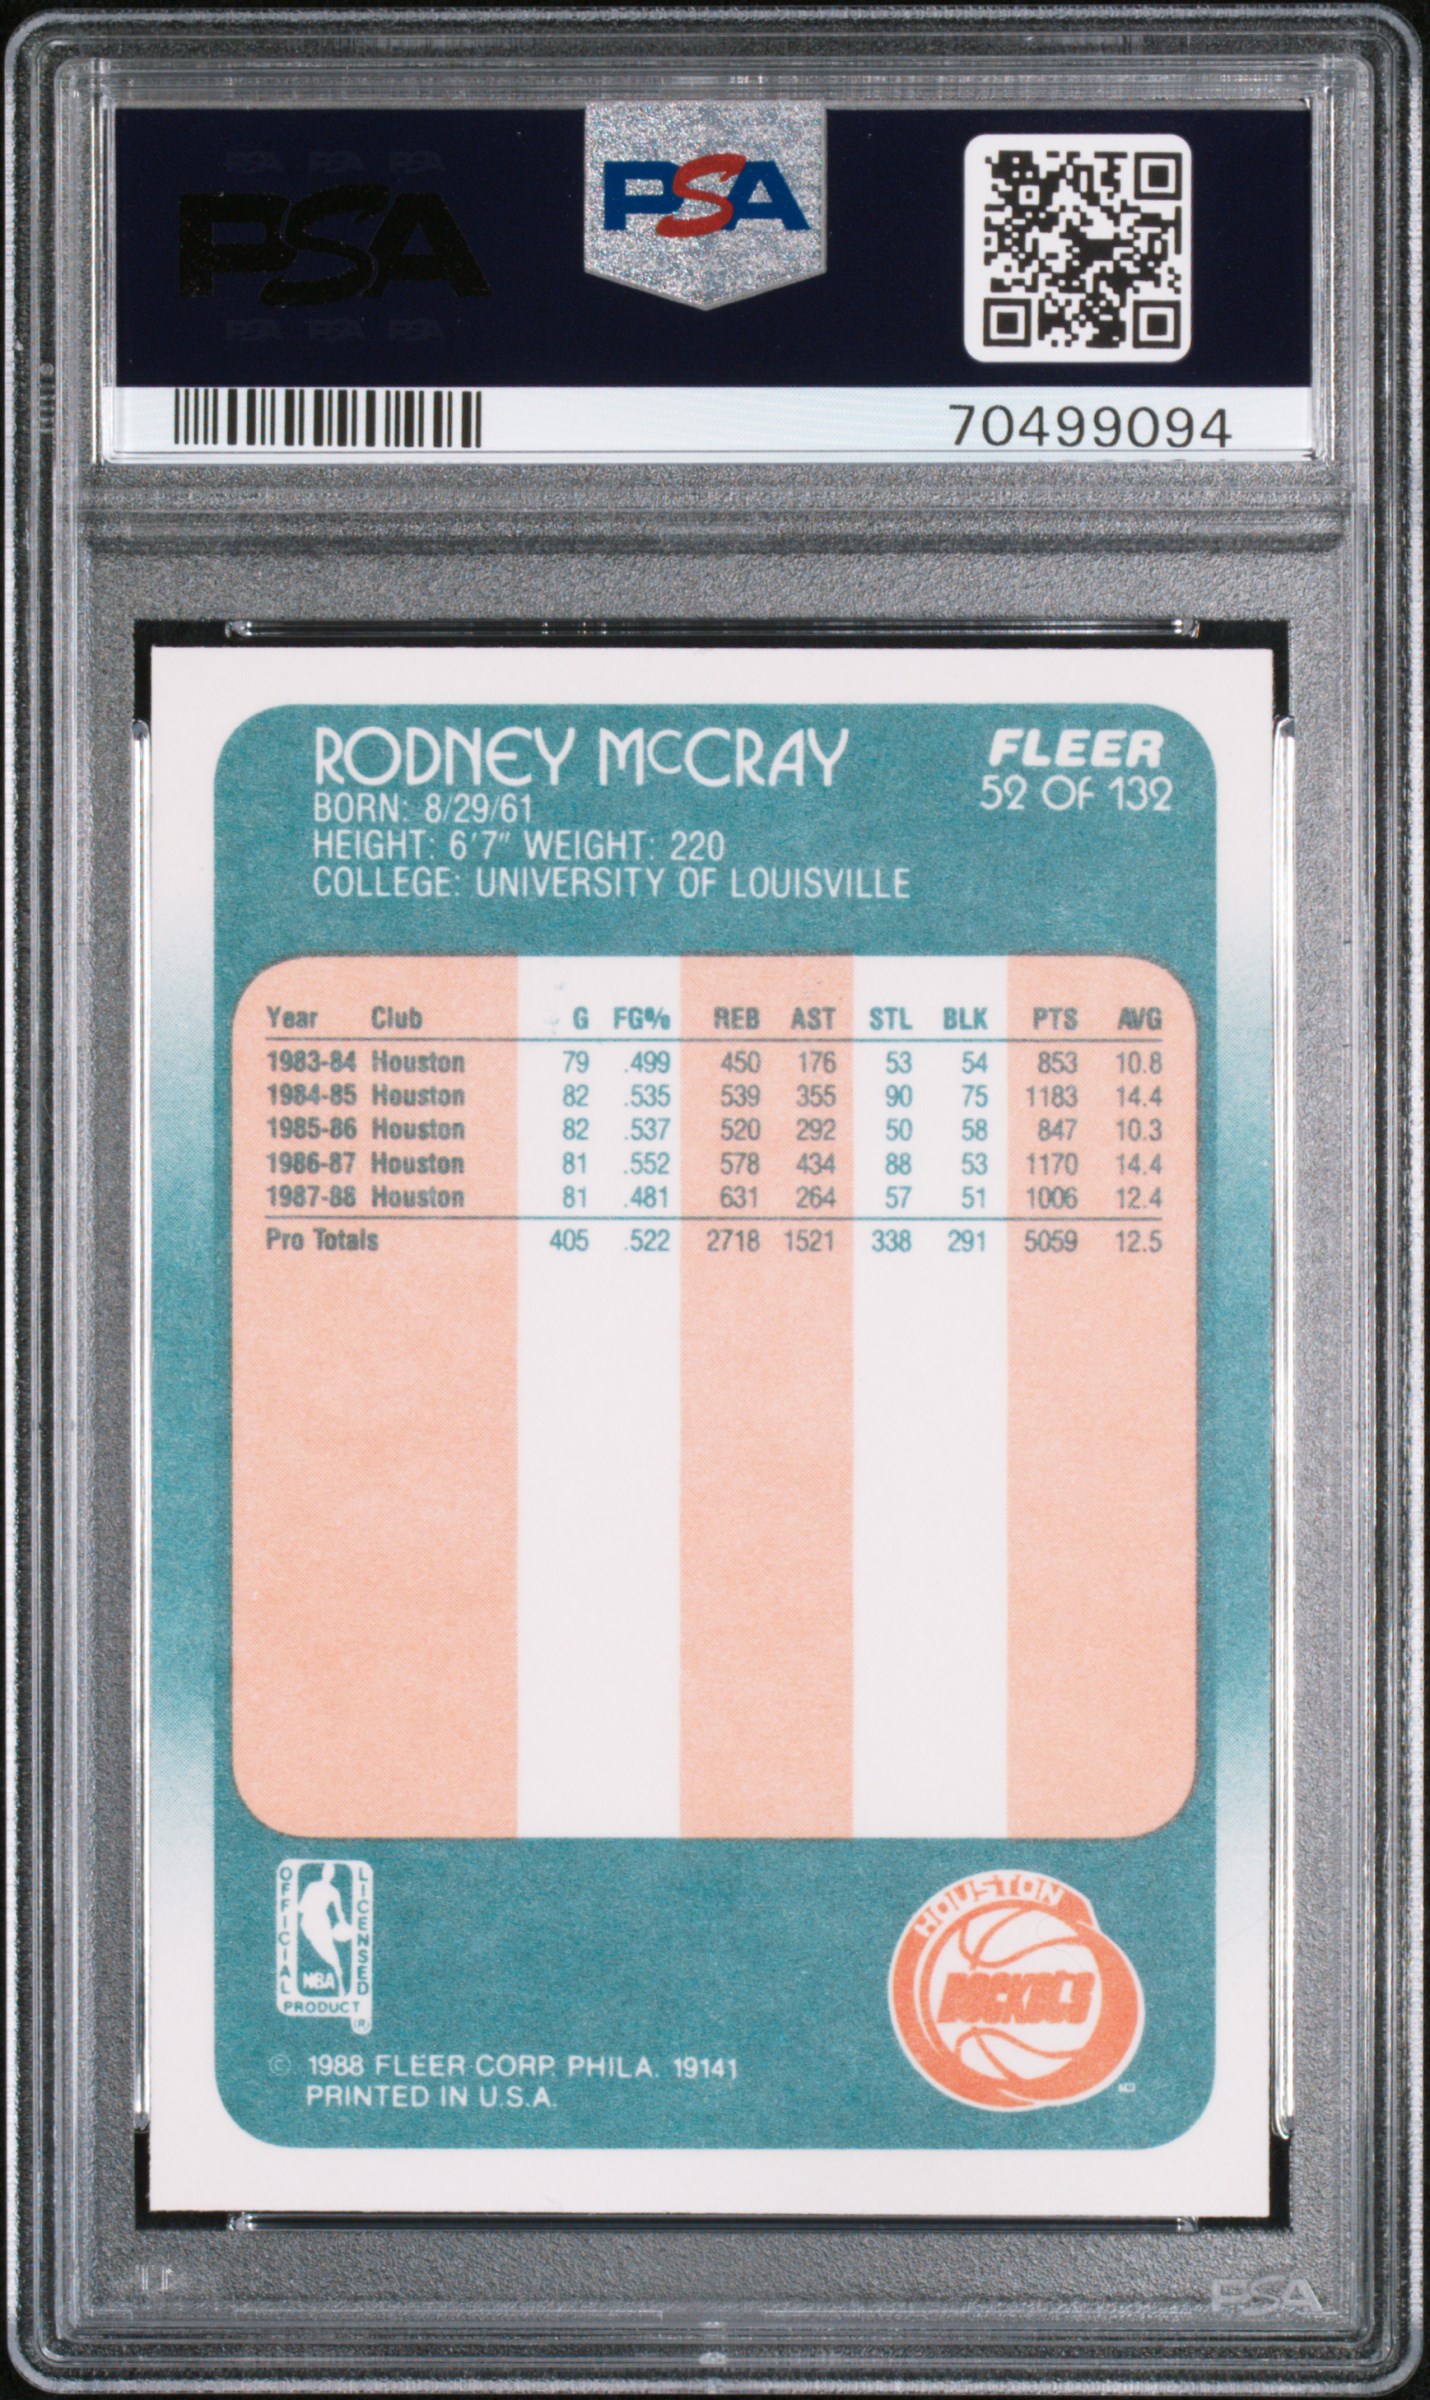 PSA PSA PSA
PSA
PSA PSA PSA
PSA
70499094
RODNEY McCRAY
FLEER
52 OF 132
BORN: 8/29/61
HEIGHT: 6'7" WEIGHT: 220
COLLEGE: UNIVERSITY OF LOUISVILLE
Year Club G FG% REB AST STL BLK PTS AVG
1983-84 Houston 79 .499 450 176 53 54 853 10.8
1984-85 Houston 82 .535 539 355 90 75 1183 14.4
1985-86 Houston 82 .537 520 292 50 58 847 10.3
1986-87 Houston 81 .552 578 434 88 53 1170 14.4
1987-88 Houston 81 .481 631 264 57 51 1006 12.4
Pro Totals 405 .522 2718 1521 338 291 5059 12.5
OFFICIAL
LICENSED
NBA
PRODUCT
®
HOUSTON
ROCKETS
© 1988 FLEER CORP. PHILA. 19141
PRINTED IN U.S.A.
PSA